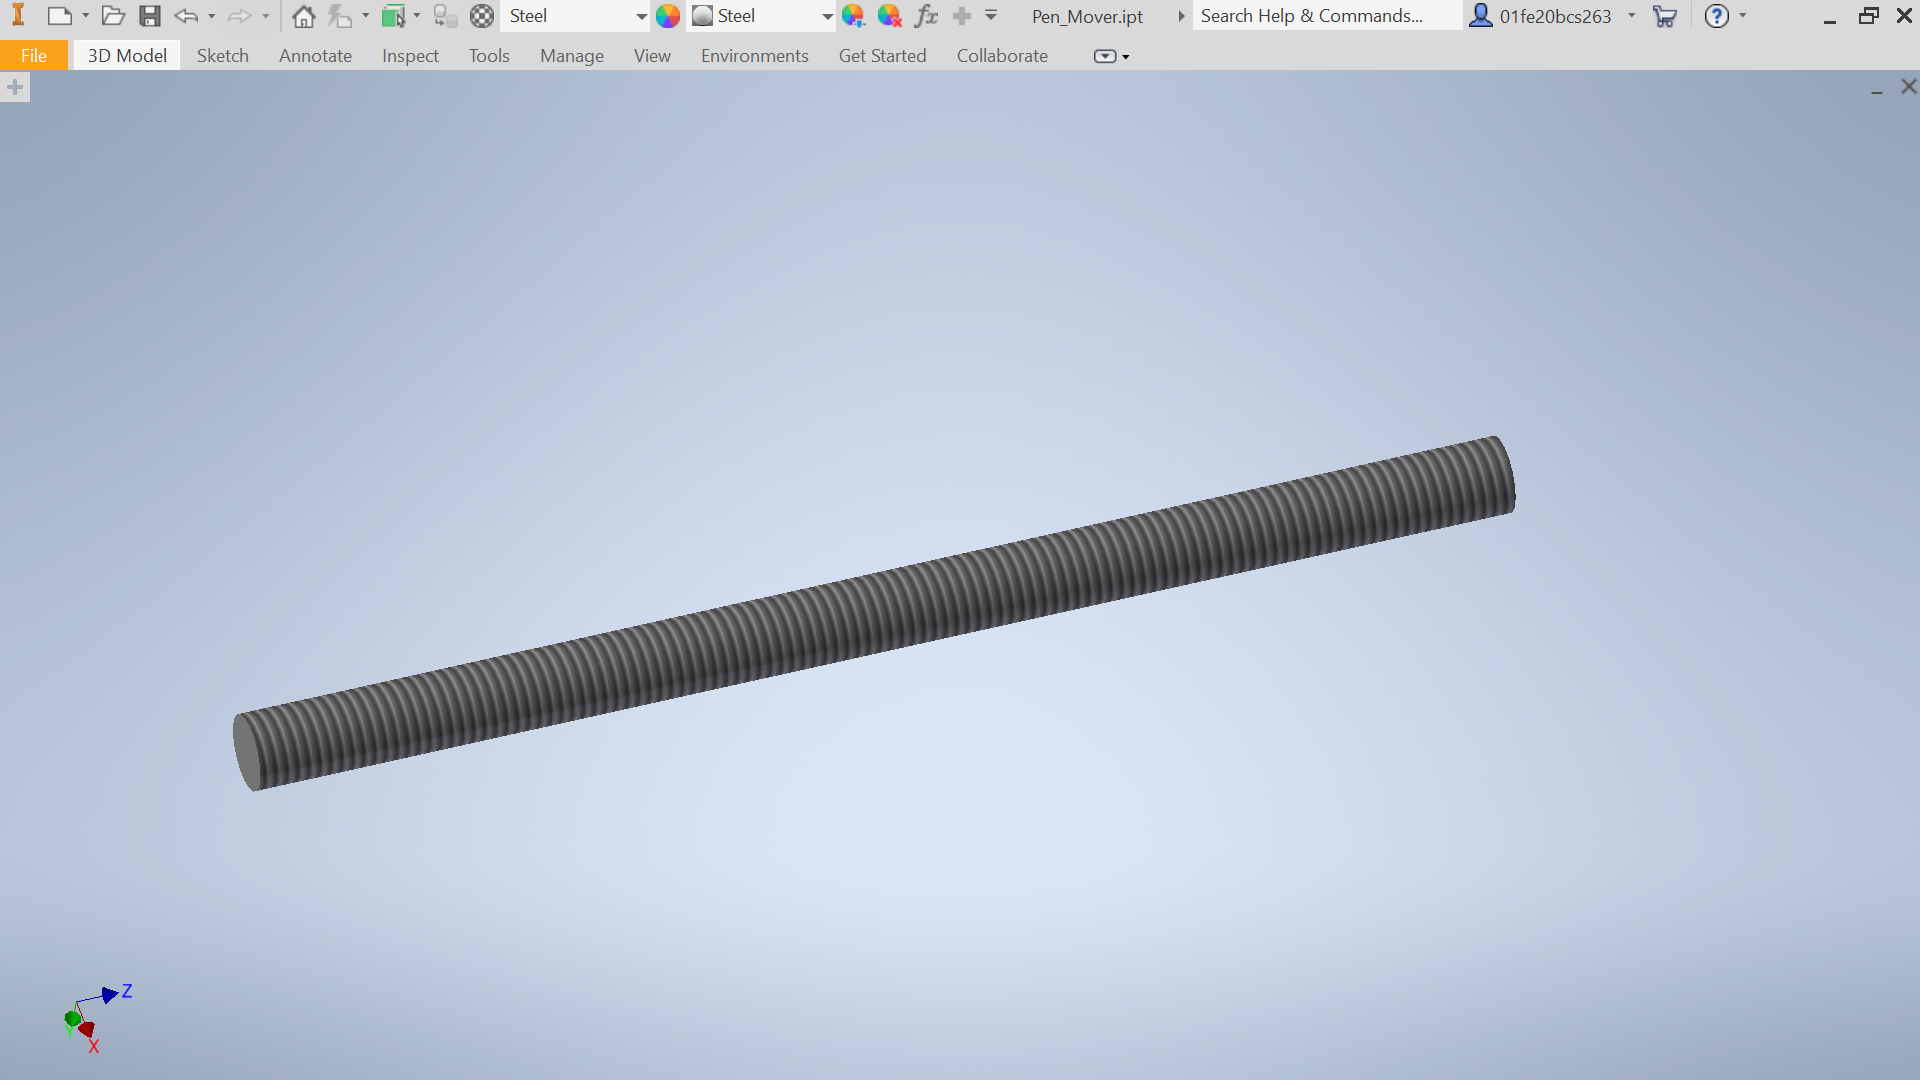 Steel Steel fx Pen_Mover.ipt Search Help & Commands... 01fe20bcs263 ?
File 3D Model Sketch Annotate Inspect Tools Manage View Environments Get Started Collaborate
Z
Y
X